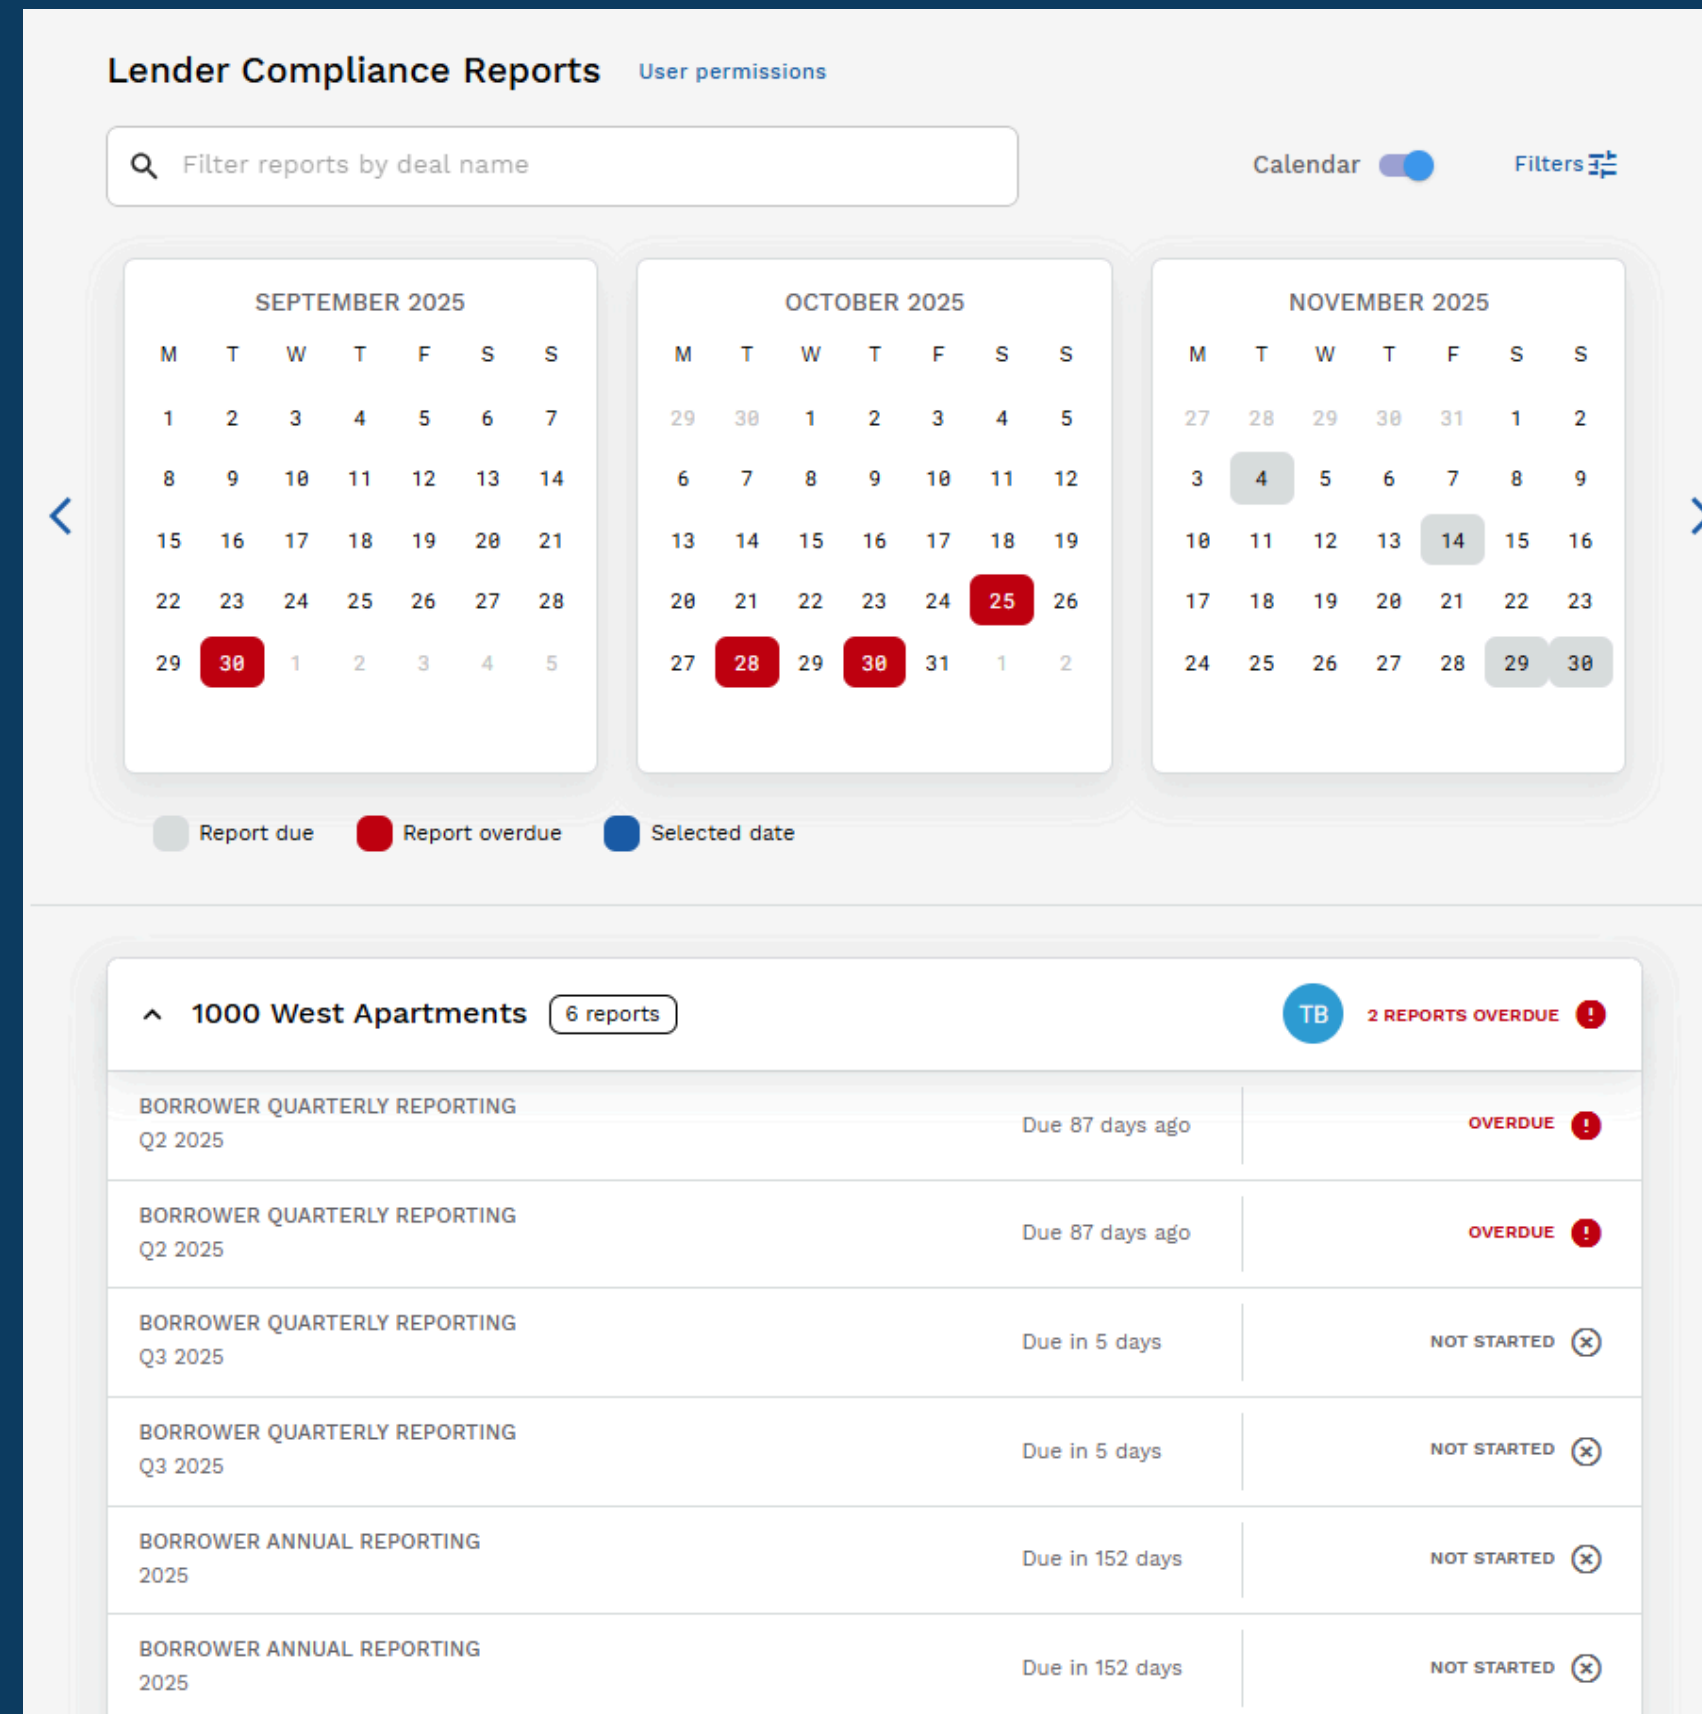 Lender Compliance Reports User permissions
Filter reports by deal name Calendar Filters
SEPTEMBER 2025
M T W T F S S
1 2 3 4 5 6 7
8 9 10 11 12 13 14
15 16 17 18 19 20 21
22 23 24 25 26 27 28
29 30 1 2 3 4 5
OCTOBER 2025
M T W T F S S
29 30 1 2 3 4 5
6 7 8 9 10 11 12
13 14 15 16 17 18 19
20 21 22 23 24 25 26
27 28 29 30 31 1 2
NOVEMBER 2025
M T W T F S S
27 28 29 30 31 1 2
3 4 5 6 7 8 9
10 11 12 13 14 15 16
17 18 19 20 21 22 23
24 25 26 27 28 29 30
Report due Report overdue Selected date
1000 West Apartments 6 reports TB 2 REPORTS OVERDUE
BORROWER QUARTERLY REPORTING
Q2 2025
Due 87 days ago
OVERDUE
BORROWER QUARTERLY REPORTING
Q2 2025
Due 87 days ago
OVERDUE
BORROWER QUARTERLY REPORTING
Q3 2025
Due in 5 days
NOT STARTED
BORROWER QUARTERLY REPORTING
Q3 2025
Due in 5 days
NOT STARTED
BORROWER ANNUAL REPORTING
2025
Due in 152 days
NOT STARTED
BORROWER ANNUAL REPORTING
2025
Due in 152 days
NOT STARTED